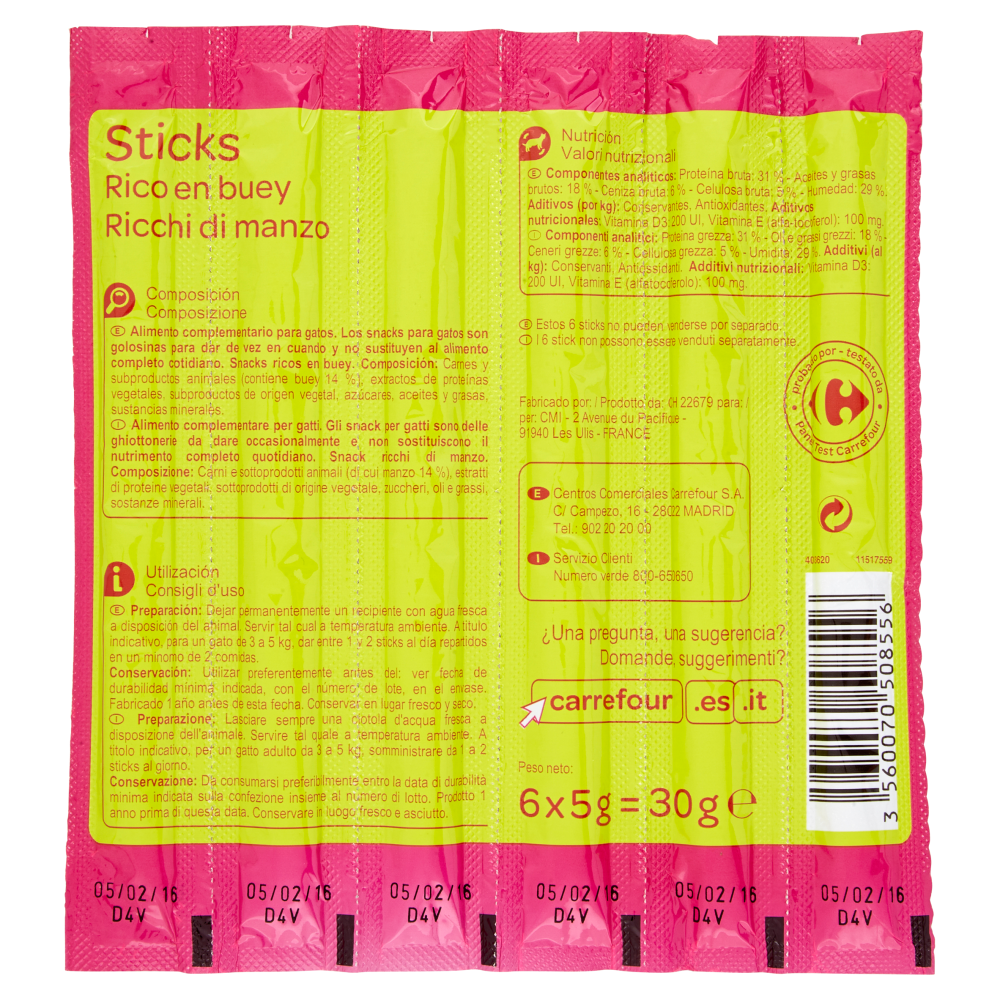 Sticks
Rico en buey
Ricchi di manzo
Composición
Composizione
E Alimento complementario para gatos. Los snacks para gatos son
golosinas para dar de vez en cuando y no sustituyen al alimento
completo cotidiano. Snacks ricos en buey. Composición: Carnes y
subproductos animales (contiene buey 14 %), extractos de proteínas
vegetales, subproductos de origen vegetal, azúcares, aceites y grasas,
sustancias minerales.
I Alimento complementare per gatti. Gli snack per gatti sono delle
ghiottonerie da dare occasionalmente e non sostituiscono il
nutrimento completo quotidiano. Snack ricchi di manzo.
Composizione: Carni e sottoprodotti animali (di cui manzo 14 %), estratti
di proteine vegetali, sottoprodotti di origine vegetale, zuccheri, oli e grassi,
sostanze minerali.
Utilización
Consigli d'uso
E Preparación: Dejar permanentemente un recipiente con agua fresca
a disposición del animal. Servir tal cual a temperatura ambiente. A título
indicativo, para un gato de 3 a 5 kg, dar entre 1 y 2 sticks al día repatidos
en un minomo de 2 comidas.
Conservación: Utilizar preferentemente antes del: ver fecha de
durabilidad mínima indicada, con el número de lote, en el envase.
Fabricado 1 año antes de esta fecha. Conservar en lugar fresco y seco.
I Preparazione: Lasciare sempre una ciotola d'acqua fresca a
disposizione dell'animale. Servire tal quale a temperatura ambiente. A
titolo indicativo, per un gatto adulto da 3 a 5 kg, somministrare da 1 a 2
sticks al giorno.
Conservazione: Da consumarsi preferibilmente entro la data di durabilità
minima indicata sulla confezione insieme al numero di lotto. Prodotto 1
anno prima di questa data. Conservare in luogo fresco e asciutto.
Nutrición
Valori nutrizionali
E Componentes analíticos: Proteína bruta: 31 % - Aceites y grasas
brutos: 18 % - Ceniza bruta: 6 % - Celulosa bruta: 5 % - Humedad: 29 %.
Aditivos (por kg): Conservantes, Antioxidantes, Aditivos
nutricionales: Vitamina D3: 200 UI, Vitamina E (alfa-tocoferol): 100 mg.
I Componenti analitici: Proteina grezza: 31 % - Oli e grassi grezzi: 18 % -
Ceneri grezze: 6 % - Cellulosa grezza: 5 % - Umidità: 29 %. Additivi (al
kg): Conservanti, Antiossidanti. Additivi nutrizionali: Vitamina D3:
200 UI, Vitamina E (alfatocoferolo): 100 mg.
E Estos 6 sticks no pueden venderse por separado.
I I 6 stick non possono essere venduti separatamente.
Fabricado por: / Prodotto da: CH 22679 para: /
per: CMI - 2 Avenue du Pacifique -
91940 Les Ulis - FRANCE
probado por - testato da
Panel Test Carrefour
E Centros Comerciales Carrefour S.A.
C/ Campezo, 16 - 28022 MADRID
Tel.: 902 20 20 00
I Servizio Clienti
Numero verde 800-650650
¿Una pregunta, una sugerencia?
Domande, suggerimenti?
carrefour .es .it
Peso neto:
6x5g = 30g e
11517559
3 560070 508556
05/02/16 05/02/16 05/02/16 05/02/16 05/02/16 05/02/16
D4V D4V D4V D4V D4V D4V